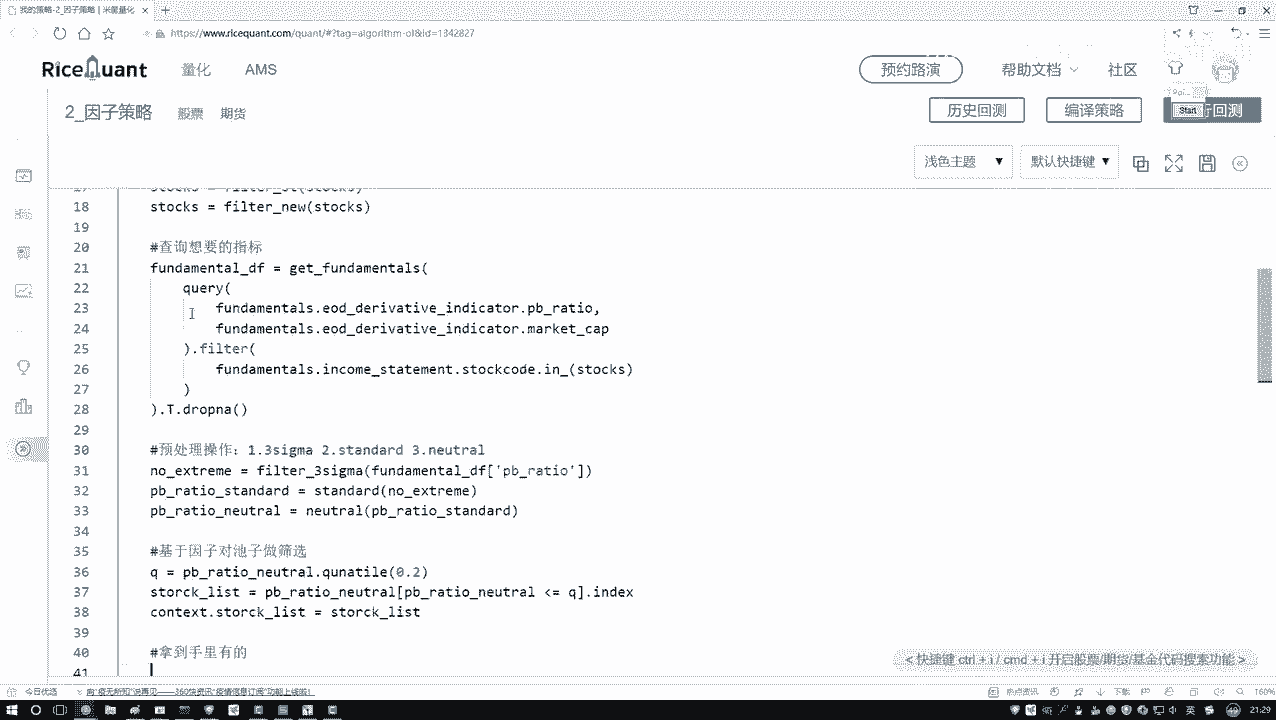 我的策略-2_因子策略 | 米筐量化
https://www.ricequant.com/quant/#?tag=algorithm-ol&id=1342827
RiceQuant 量化 AMS 预约路演 帮助文档 社区
2_因子策略 股票 期货 历史回测 编译策略 行回测
Start
浅色主题 默认快捷键
18 stocks = filter_new(stocks)
19
20 #查询想要的指标
21 fundamental_df = get_fundamentals(
22 query(
23 fundamentals.eod_derivative_indicator.pb_ratio,
24 fundamentals.eod_derivative_indicator.market_cap
25 ).filter(
26 fundamentals.income_statement.stockcode.in_(stocks)
27 )
28 ).T.dropna()
29
30 #预处理操作：1.3sigma 2.standard 3.neutral
31 no_extreme = filter_3sigma(fundamental_df['pb_ratio'])
32 pb_ratio_standard = standard(no_extreme)
33 pb_ratio_neutral = neutral(pb_ratio_standard)
34
35 #基于因子对池子做筛选
36 q = pb_ratio_neutral.qunatile(0.2)
37 storck_list = pb_ratio_neutral[pb_ratio_neutral <= q].index
38 context.storck_list = storck_list
39
40 #拿到手里有的
41
<快捷键 ctrl + i / cmd + i 开启股票/期货/基金代码搜索功能>
今日优选 热点资讯 下载 160%
英 21:29